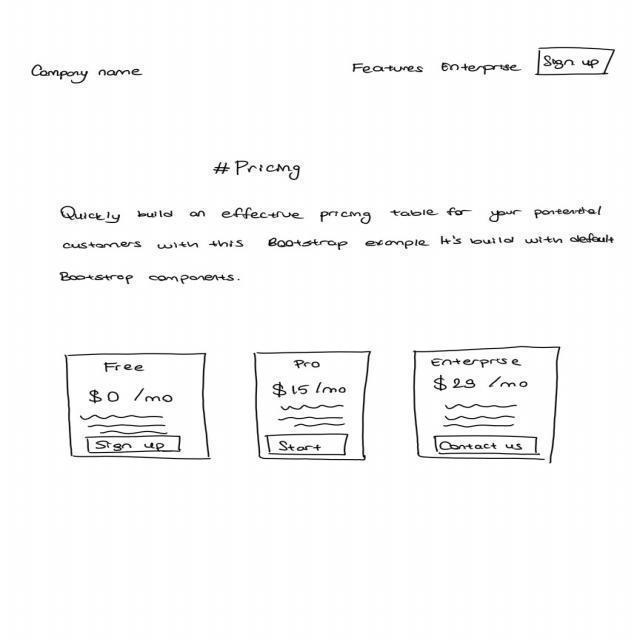 Company name
Features Enterprise Sign up
#Pricing
Quickly build an effective pricing table for your potential
customers with this Bootstrap example It's build with default
Bootstrap components.
Free
$0 /mo
Sign up
Pro
$15/mo
Start
Enterprise
$29 /mo
Contact us